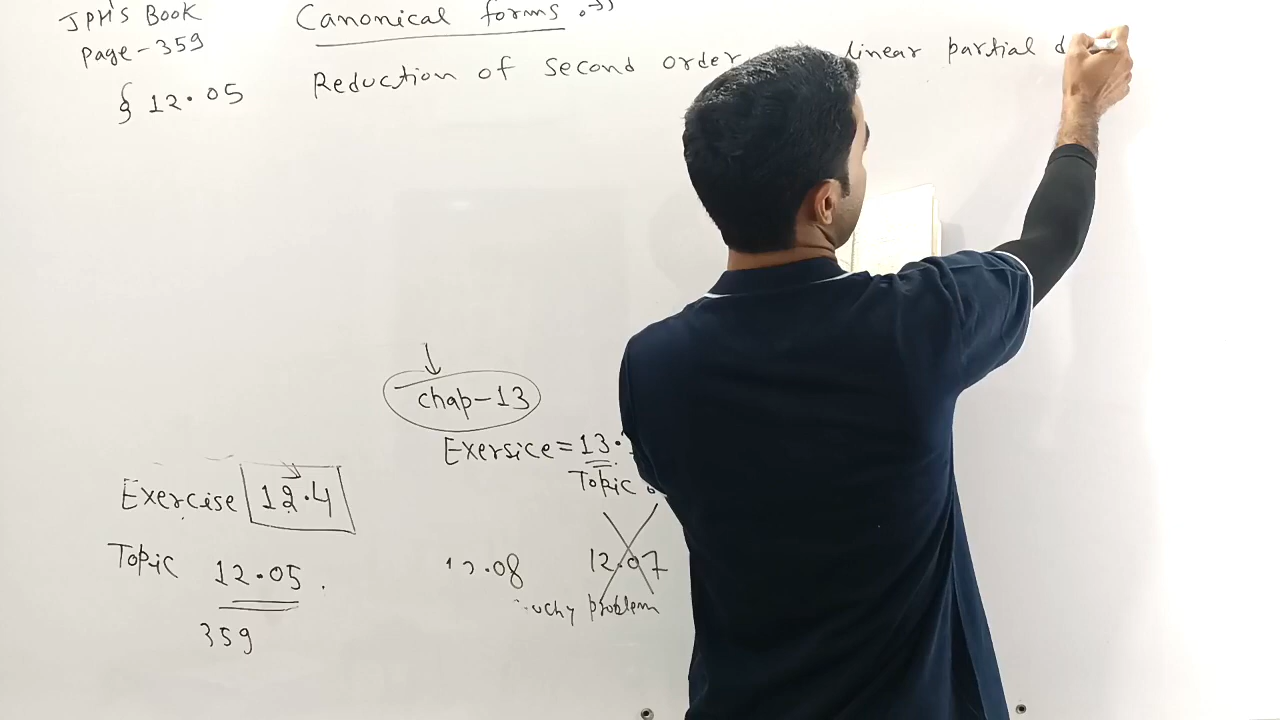 JPH's Book
Page-359
§ 12.05
Canonical forms :->
Reduction of second order linear partial d
chap-13
Exersice = 13.
Topic
Exercise 12.4
Topic 12.05
359
12.08
12.07
problem